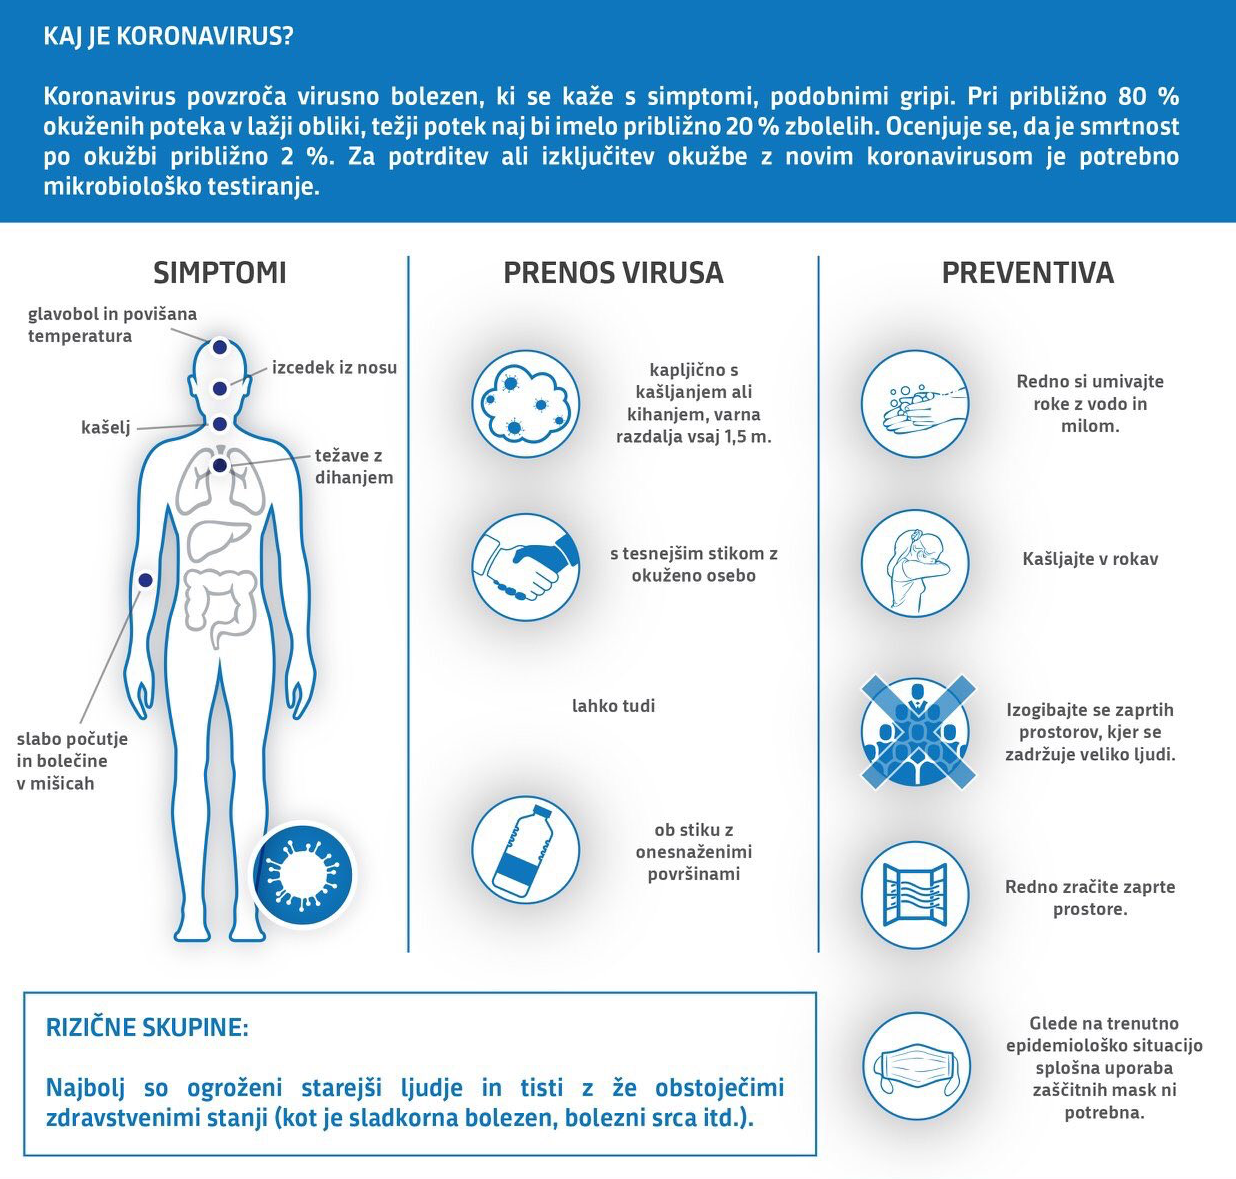 KAJ JE KORONAVIRUS?
Koronavirus povzroča virusno bolezen, ki se kaže s simptomi, podobnimi gripi. Pri približno 80 %
okuženih poteka v lažji obliki, težji potek naj bi imelo približno 20 % zbolelih. Ocenjuje se, da je smrtnost
po okužbi približno 2 %. Za potrditev ali izključitev okužbe z novim koronavirusom je potrebno
mikrobiološko testiranje.
SIMPTOMI
glavobol in povišana
temperatura
izcedek iz nosu
kašelj
težave z
dihanjem
slabo počutje
in bolečine
v mišicah
PRENOS VIRUSA
kapljično s
kašljanjem ali
kihanjem, varna
razdalja vsaj 1,5 m.
s tesnejšim stikom z
okuženo osebo
lahko tudi
ob stiku z
onesnaženimi
površinami
PREVENTIVA
Redno si umivajte
roke z vodo in
milom.
Kašljajte v rokav
Izogibajte se zaprtih
prostorov, kjer se
zadržuje veliko ljudi.
Redno zračite zaprte
prostore.
Glede na trenutno
epidemiološko situacijo
splošna uporaba
zaščitnih mask ni
potrebna.
RIZIČNE SKUPINE:
Najbolj so ogroženi starejši ljudje in tisti z že obstoječimi
zdravstvenimi stanji (kot je sladkorna bolezen, bolezni srca itd.).